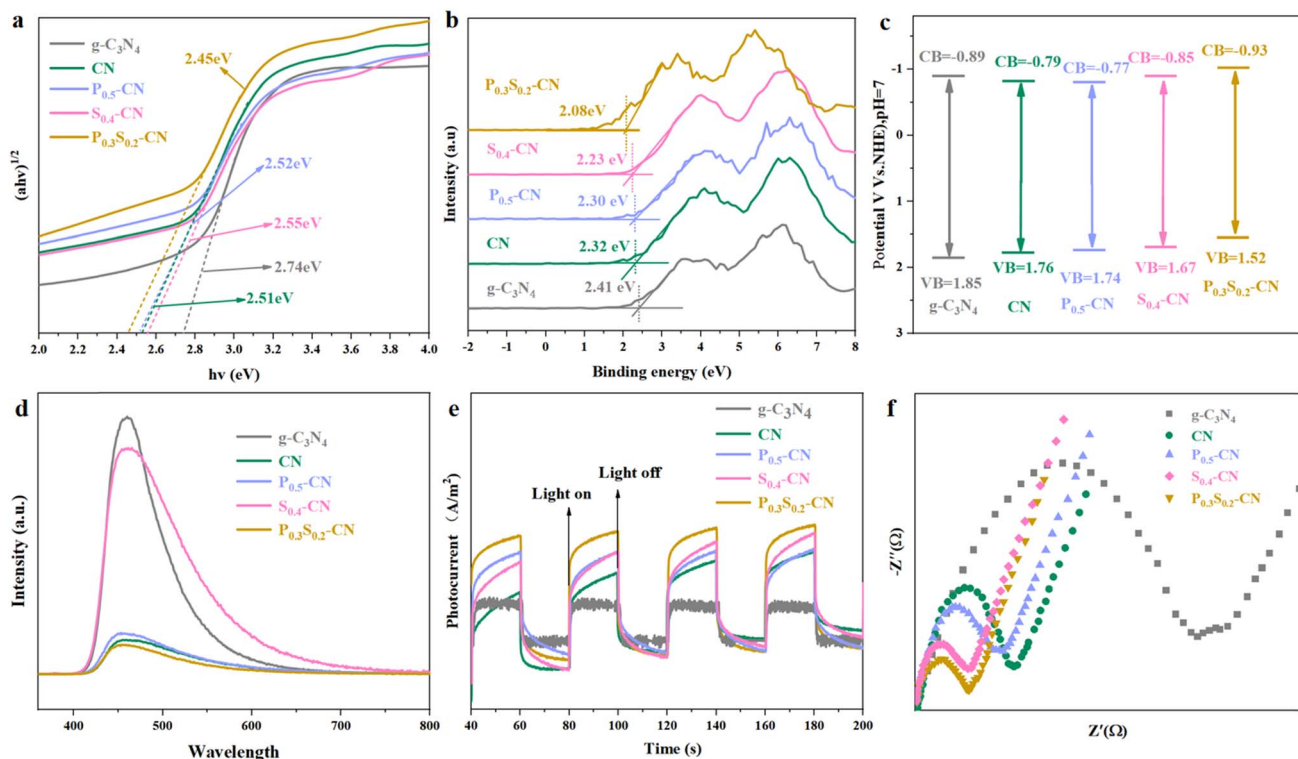 a
g-C₃N₄
CN
P₀.₅-CN
S₀.₄-CN
P₀.₃S₀.₂-CN
2.45eV
2.52eV
2.55eV
2.74eV
2.51eV
(ahv)¹/²
2.0 2.2 2.4 2.6 2.8 3.0 3.2 3.4 3.6 3.8 4.0
hv (eV)
b
P₀.₃S₀.₂-CN
2.08eV
S₀.₄-CN
2.23 eV
P₀.₅-CN
2.30 eV
CN
2.32 eV
g-C₃N₄
2.41 eV
Intensity (a.u)
-2 -1 0 1 2 3 4 5 6 7 8
Binding energy (eV)
c
CB=-0.89
CB=-0.79
CB=-0.77
CB=-0.85
CB=-0.93
Potential V Vs.NHE),pH=7
-1
0
1
2
3
VB=1.85
g-C₃N₄
VB=1.76
CN
VB=1.74
P₀.₅-CN
VB=1.67
S₀.₄-CN
VB=1.52
P₀.₃S₀.₂-CN
d
g-C₃N₄
CN
P₀.₅-CN
S₀.₄-CN
P₀.₃S₀.₂-CN
Intensity (a.u.)
400 500 600 700 800
Wavelength
e
g-C₃N₄
CN
P₀.₅-CN
S₀.₄-CN
P₀.₃S₀.₂-CN
Light on
Light off
Photocurrent（A/m²）
40 60 80 100 120 140 160 180 200
Time (s)
f
g-C₃N₄
CN
P₀.₅-CN
S₀.₄-CN
P₀.₃S₀.₂-CN
-Z″(Ω)
Z′(Ω)